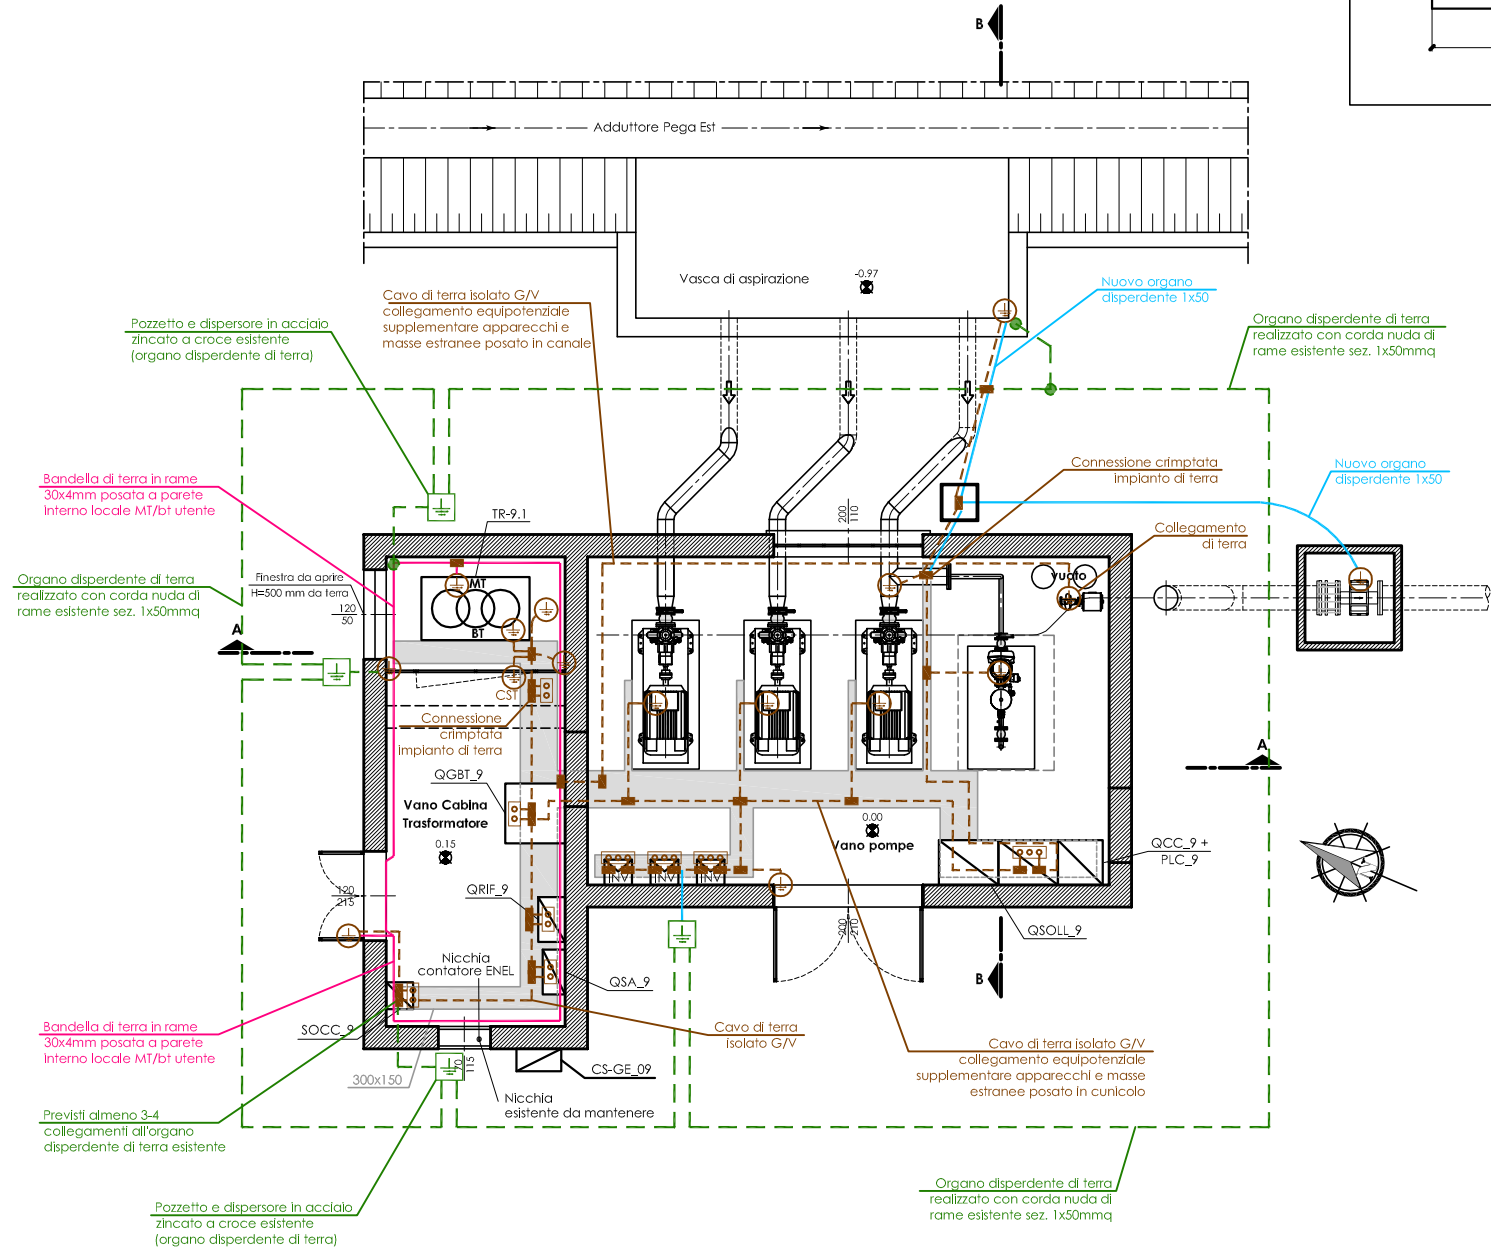 B
Adduttore Pega Est
Vasca di aspirazione
-0.97
Cavo di terra isolato G/V
collegamento equipotenziale
supplementare apparecchi e
masse estranee posato in canale
Nuovo organo
disperdente 1x50
Pozzetto e dispersore in acciaio
zincato a croce esistente
(organo disperdente di terra)
Organo disperdente di terra
realizzato con corda nuda di
rame esistente sez. 1x50mmq
Bandella di terra in rame
30x4mm posata a parete
interno locale MT/bt utente
Connessione crimptata
impianto di terra
Nuovo organo
disperdente 1x50
TR-9.1
200
110
Collegamento
di terra
Organo disperdente di terra
realizzato con corda nuda di
rame esistente sez. 1x50mmq
Finestra da aprire
H=500 mm da terra
120
50
MT
BT
vuoto
A
CST
Connessione
crimptata
impianto di terra
A
QGBT_9
Vano Cabina
Trasformatore
0.15
0.00
Vano pompe
QCC_9 +
PLC_9
INV
INV
INV
120
215
QRIF_9
200
210
QSOLL_9
Nicchia
contatore ENEL
QSA_9
B
Bandella di terra in rame
30x4mm posata a parete
interno locale MT/bt utente
SOCC_9
Cavo di terra
isolato G/V
Cavo di terra isolato G/V
collegamento equipotenziale
supplementare apparecchi e masse
estranee posato in cunicolo
300x150
70
115
CS-GE_09
Nicchia
esistente da mantenere
Previsti almeno 3-4
collegamenti all'organo
disperdente di terra esistente
Organo disperdente di terra
realizzato con corda nuda di
rame esistente sez. 1x50mmq
Pozzetto e dispersore in acciaio
zincato a croce esistente
(organo disperdente di terra)